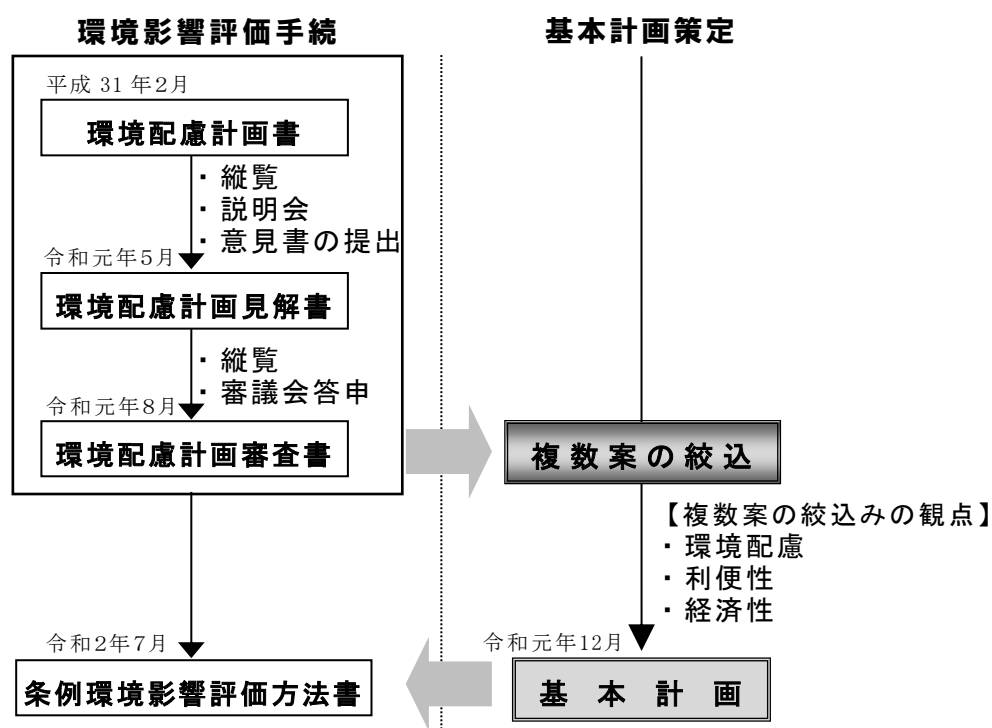 環境影響評価手続
平成31年2月
環境配慮計画書
・縦覧
・説明会
・意見書の提出
令和元年5月
環境配慮計画見解書
・縦覧
・審議会答申
令和元年8月
環境配慮計画審査書
令和2年7月
条例環境影響評価方法書
基本計画策定
複数案の絞込
【複数案の絞込みの観点】
・環境配慮
・利便性
・経済性
令和元年12月
基本計画